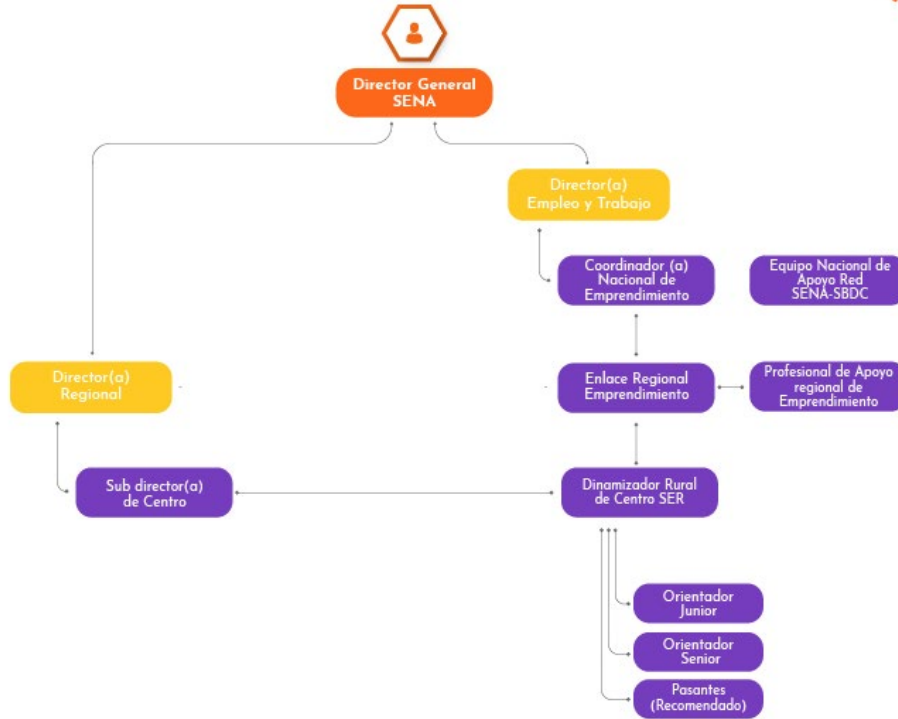 Director General
SENA
Director(a)
Empleo y Trabajo
Coordinador (a)
Nacional de
Emprendimiento
Equipo Nacional de
Apoyo Red
SENA-SBDC
Director(a)
Regional
Enlace Regional
Emprendimiento
Profesional de Apoyo
regional de
Emprendimiento
Sub director(a)
de Centro
Dinamizador Rural
de Centro SER
Orientador
Junior
Orientador
Senior
Pasantes
(Recomendado)